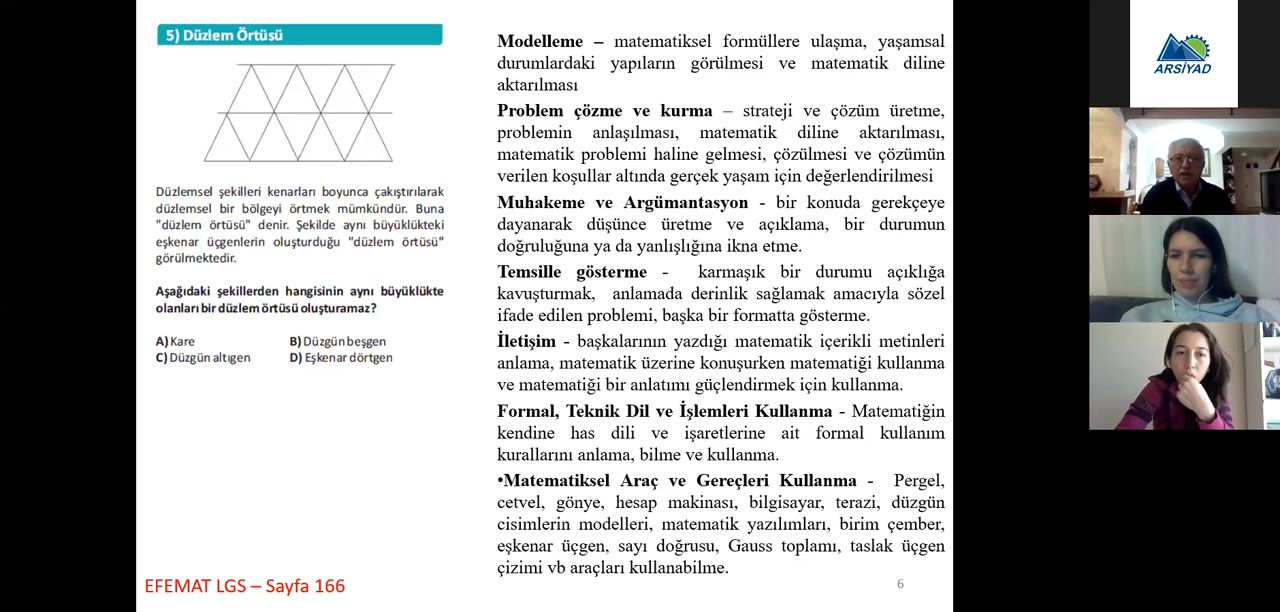 5) Düzlem Örtüsü
Düzlemsel şekilleri kenarları boyunca çakıştırılarak
düzlemsel bir bölgeyi örtmek mümkündür. Buna
"düzlem örtüsü" denir. Şekilde aynı büyüklükteki
eşkenar üçgenlerin oluşturduğu "düzlem örtüsü"
görülmektedir.
Aşağıdaki şekillerden hangisinin aynı büyüklükte
olanları bir düzlem örtüsü oluşturamaz?
A) Kare
B) Düzgün beşgen
C) Düzgün altıgen
D) Eşkenar dörtgen
EFEMAT LGS – Sayfa 166
Modelleme – matematiksel formüllere ulaşma, yaşamsal
durumlardaki yapıların görülmesi ve matematik diline
aktarılması
Problem çözme ve kurma – strateji ve çözüm üretme,
problemin anlaşılması, matematik diline aktarılması,
matematik problemi haline gelmesi, çözülmesi ve çözümün
verilen koşullar altında gerçek yaşam için değerlendirilmesi
Muhakeme ve Argümantasyon - bir konuda gerekçeye
dayanarak düşünce üretme ve açıklama, bir durumun
doğruluğuna ya da yanlışlığına ikna etme.
Temsille gösterme - karmaşık bir durumu açıklığa
kavuşturmak, anlamada derinlik sağlamak amacıyla sözel
ifade edilen problemi, başka bir formatta gösterme.
İletişim - başkalarının yazdığı matematik içerikli metinleri
anlama, matematik üzerine konuşurken matematiği kullanma
ve matematiği bir anlatımı güçlendirmek için kullanma.
Formal, Teknik Dil ve İşlemleri Kullanma - Matematiğin
kendine has dili ve işaretlerine ait formal kullanım
kurallarını anlama, bilme ve kullanma.
•Matematiksel Araç ve Gereçleri Kullanma - Pergel,
cetvel, gönye, hesap makinası, bilgisayar, terazi, düzgün
cisimlerin modelleri, matematik yazılımları, birim çember,
eşkenar üçgen, sayı doğrusu, Gauss toplamı, taslak üçgen
çizimi vb araçları kullanabilme.
6
ARSİYAD